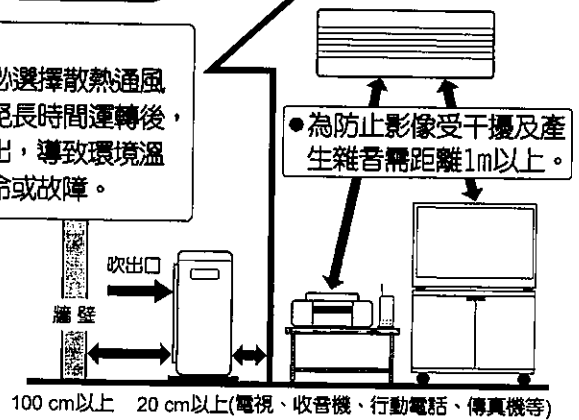 必選擇散熱通風
長時間運轉後，
出，導致環境溫
命或故障。
●為防止影像受干擾及產
生雜音需距離1m以上。
吹出口
牆壁
100 cm以上 20 cm以上(電視、收音機、行動電話、傳真機等)